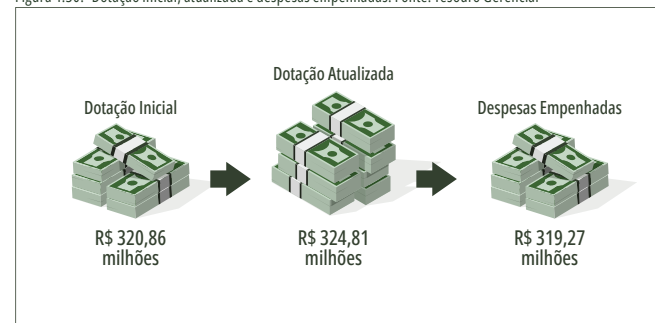 Figura 4.50: Dotação inicial, atualizada e despesas empenhadas. Fonte: Tesouro Gerencial
Dotação Inicial
Dotação Atualizada
Despesas Empenhadas
R$ 320,86
milhões
R$ 324,81
milhões
R$ 319,27
milhões